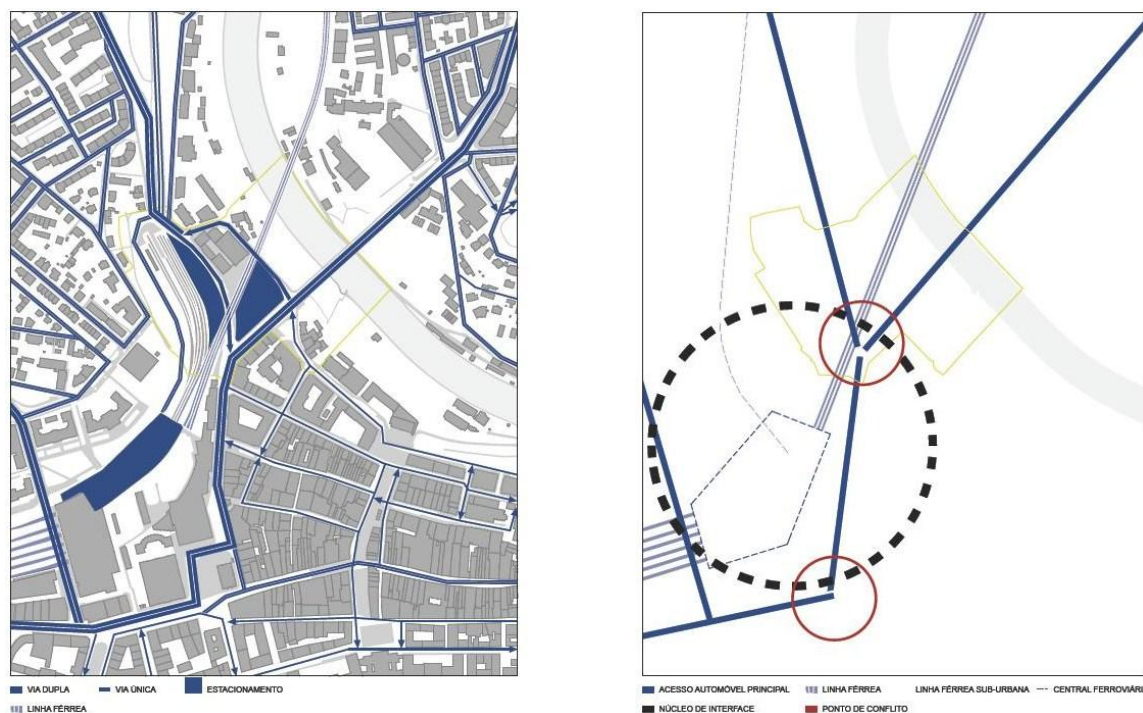 VIA DUPLA VIA ÚNICA ESTACIONAMENTO
LINHA FÉRREA
ACESSO AUTOMÓVEL PRINCIPAL LINHA FÉRREA LINHA FÉRREA SUB-URBANA CENTRAL FERROVIÁRI
NÚCLEO DE INTERFACE PONTO DE CONFLITO